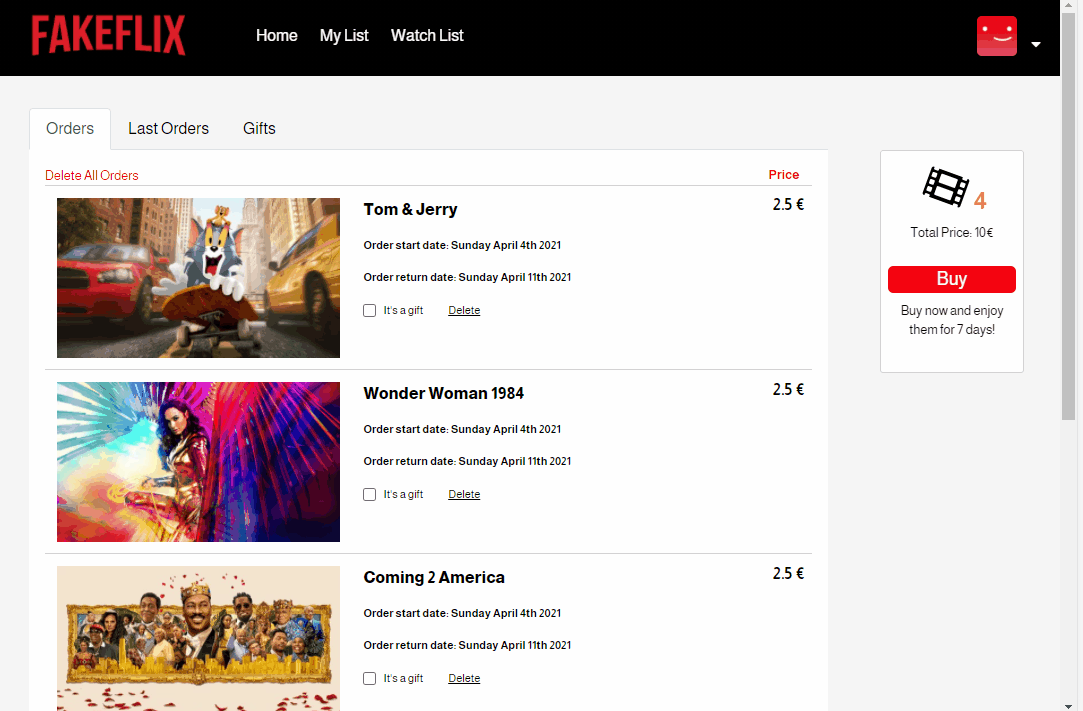 FAKEFLIX
Home My List Watch List
Orders Last Orders Gifts
Delete All Orders Price
Tom & Jerry 2.5 €
Order start date: Sunday April 4th 2021
Order return date: Sunday April 11th 2021
It's a gift Delete
Wonder Woman 1984 2.5 €
Order start date: Sunday April 4th 2021
Order return date: Sunday April 11th 2021
It's a gift Delete
Coming 2 America 2.5 €
Order start date: Sunday April 4th 2021
Order return date: Sunday April 11th 2021
It's a gift Delete
4
Total Price: 10€
Buy
Buy now and enjoy
them for 7 days!